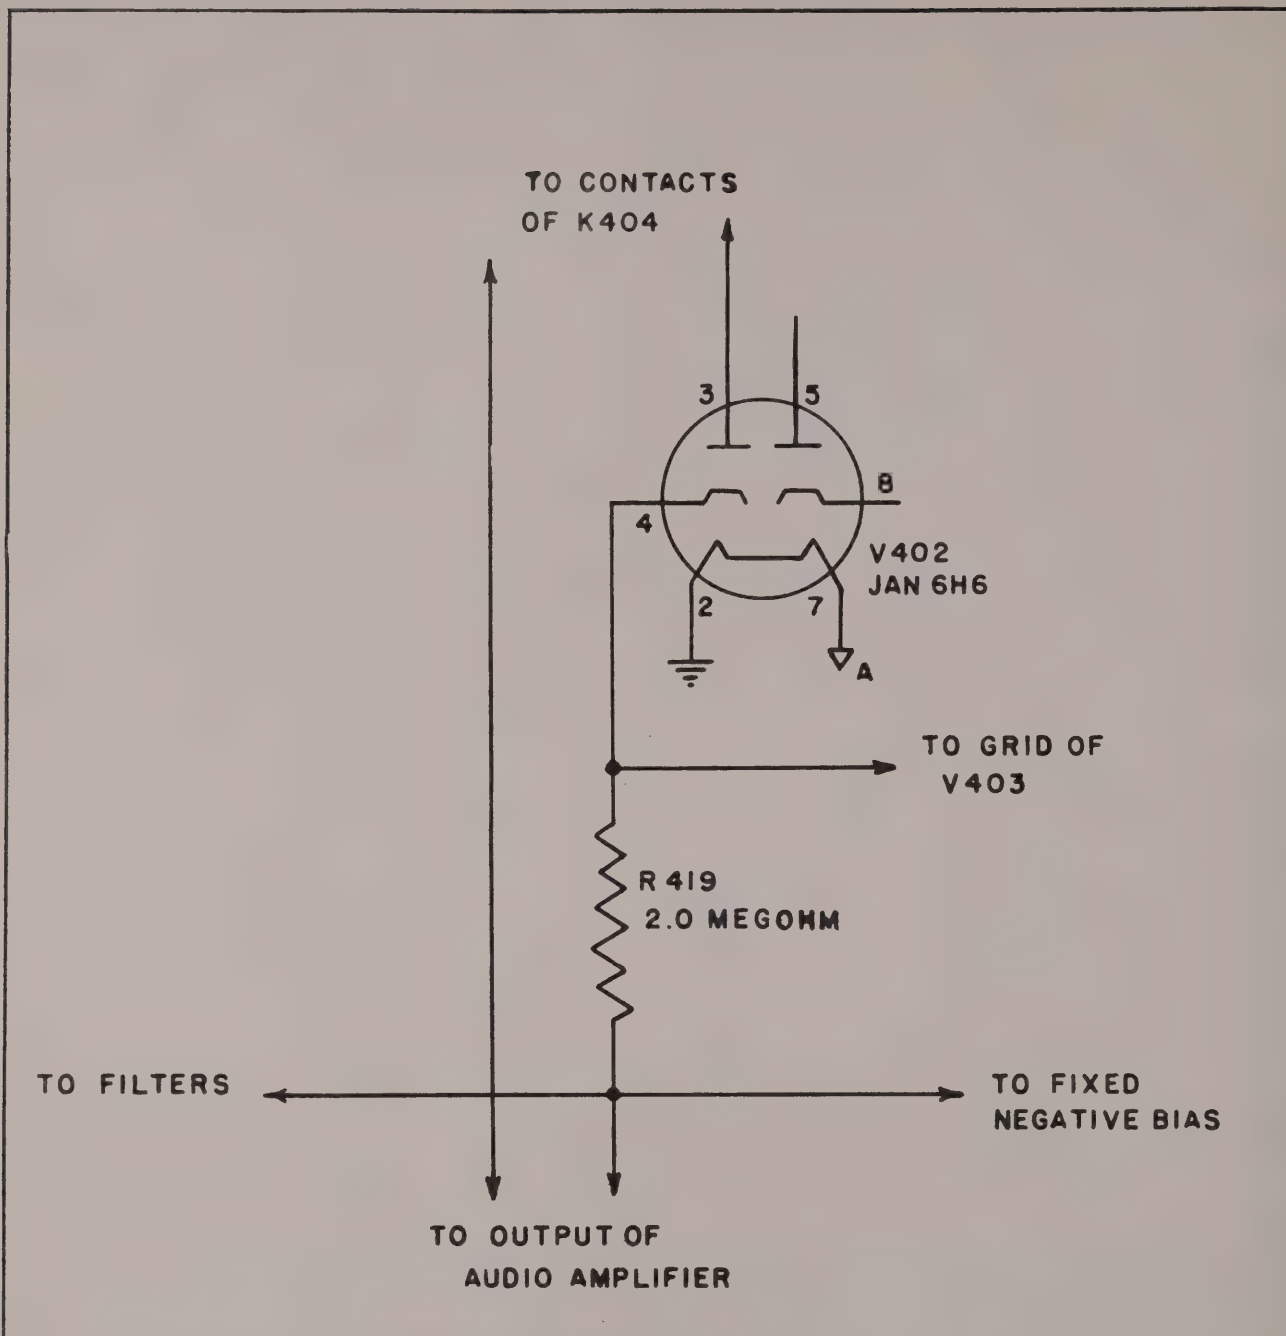 TO CONTACTS
OF K404
3
5
8
4
V402
JAN 6H6
2
7
A
TO GRID OF
V403
R 419
2.0 MEGOHM
TO FILTERS
TO FIXED
NEGATIVE BIAS
TO OUTPUT OF
AUDIO AMPLIFIER